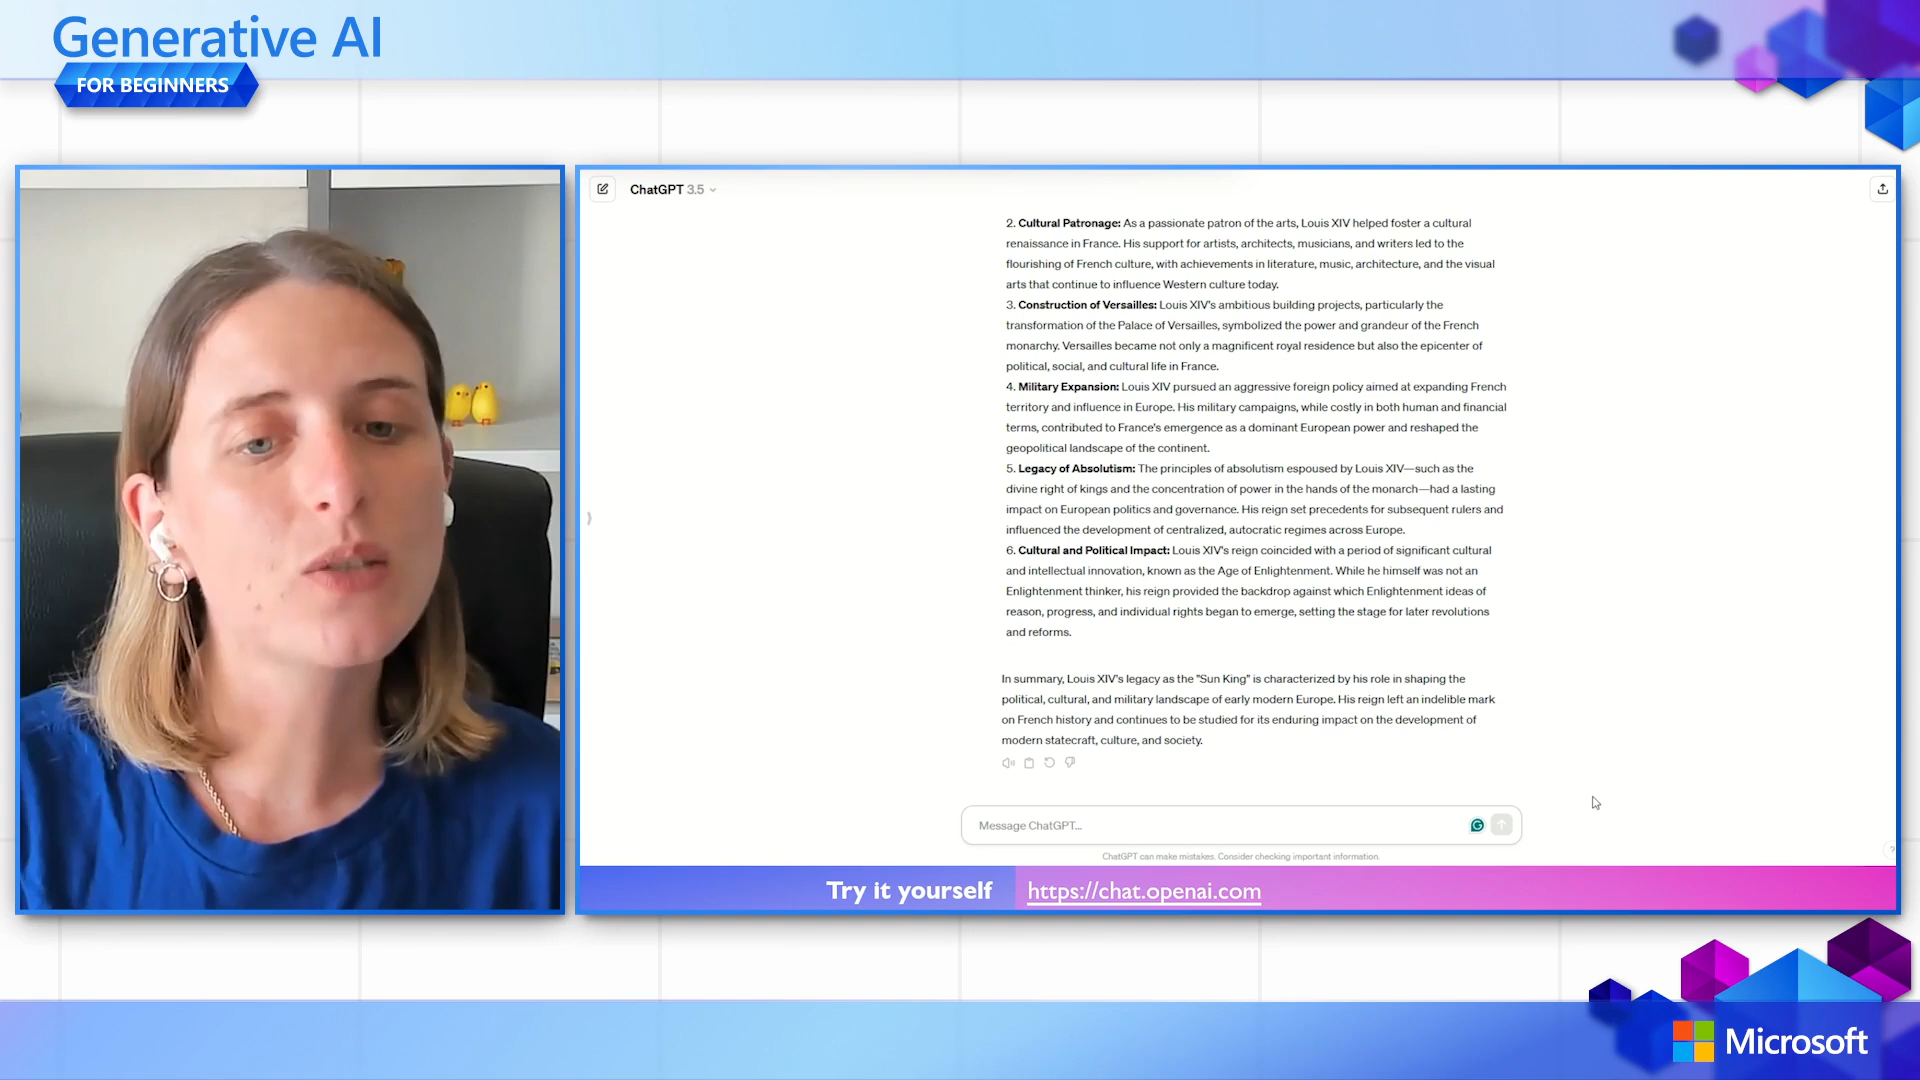 Generative AI
FOR BEGINNERS
ChatGPT 3.5
2. Cultural Patronage: As a passionate patron of the arts, Louis XIV helped foster a cultural
renaissance in France. His support for artists, architects, musicians, and writers led to the
flourishing of French culture, with achievements in literature, music, architecture, and the visual
arts that continue to influence Western culture today.
3. Construction of Versailles: Louis XIV's ambitious building projects, particularly the
transformation of the Palace of Versailles, symbolized the power and grandeur of the French
monarchy. Versailles became not only a magnificent royal residence but also the epicenter of
political, social, and cultural life in France.
4. Military Expansion: Louis XIV pursued an aggressive foreign policy aimed at expanding French
territory and influence in Europe. His military campaigns, while costly in both human and financial
terms, contributed to France's emergence as a dominant European power and reshaped the
geopolitical landscape of the continent.
5. Legacy of Absolutism: The principles of absolutism espoused by Louis XIV—such as the
divine right of kings and the concentration of power in the hands of the monarch—had a lasting
impact on European politics and governance. His reign set precedents for subsequent rulers and
influenced the development of centralized, autocratic regimes across Europe.
6. Cultural and Political Impact: Louis XIV's reign coincided with a period of significant cultural
and intellectual innovation, known as the Age of Enlightenment. While he himself was not an
Enlightenment thinker, his reign provided the backdrop against which Enlightenment ideas of
reason, progress, and individual rights began to emerge, setting the stage for later revolutions
and reforms.
In summary, Louis XIV's legacy as the "Sun King" is characterized by his role in shaping the
political, cultural, and military landscape of early modern Europe. His reign left an indelible mark
on French history and continues to be studied for its enduring impact on the development of
modern statecraft, culture, and society.
Message ChatGPT...
ChatGPT can make mistakes. Consider checking important information.
?
Try it yourself https://chat.openai.com
Microsoft